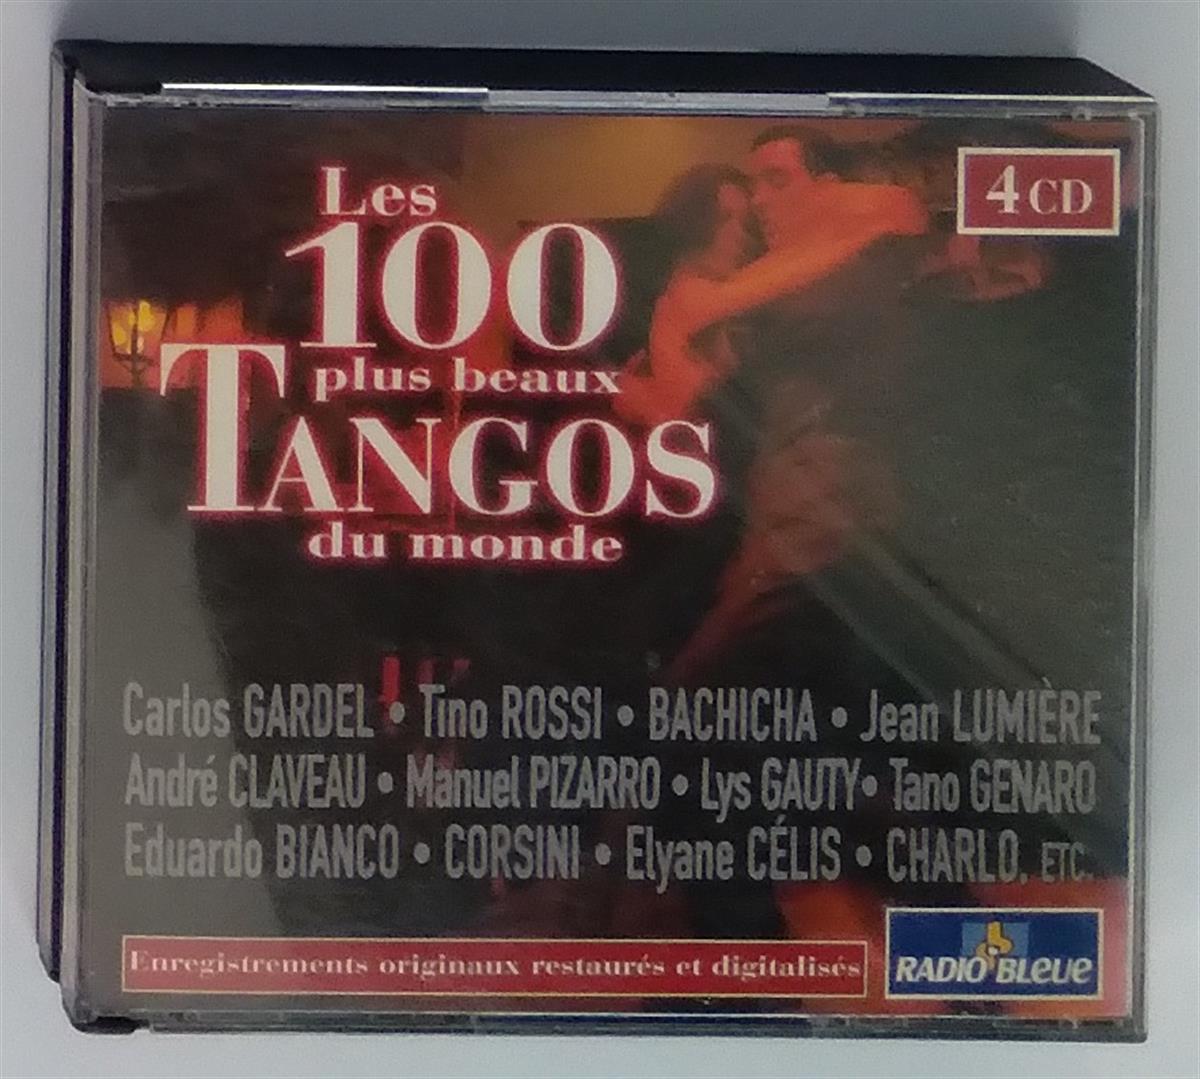 Les
100
plus beaux
TANGOS
du monde
4 CD
Carlos GARDEL • Tino ROSSI • BACHICHA • Jean LUMIÈRE
André CLAVEAU • Manuel PIZARRO • Lys GAUTY • Tano GENARO
Eduardo BIANCO • CORSINI • Elyane CÉLIS • CHARLO, ETC.
Enregistrements originaux restaurés et digitalisés
RADIO BLeUe